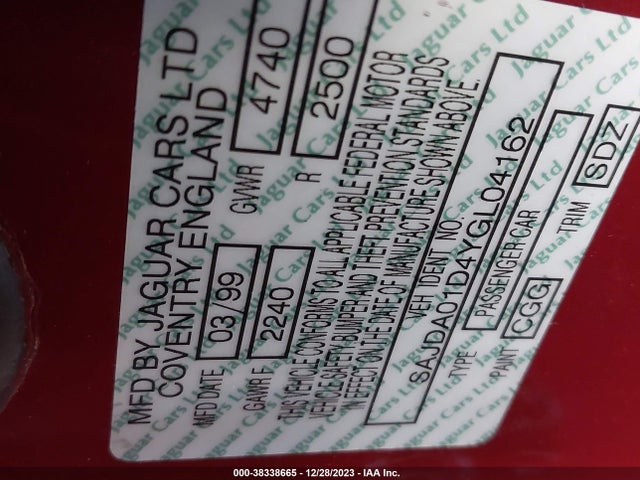 MFD BY JAGUAR CARS LTD
COVENTRY ENGLAND
MFD DATE 03/99 GVWR 4740
GAWR F 2240 R 2500
THIS VEHICLE CONFORMS TO ALL APPLICABLE FEDERAL MOTOR
VEHICLE SAFETY BUMPER AND THEFT PREVENTION STANDARDS
IN EFFECT ON THE DATE OF MANUFACTURE SHOWN ABOVE.
VEH IDENT. NO
SAJDA01D4YGL04162
TYPE PASSENGER CAR
PAINT CGG TRIM SDZ
Jaguar Cars Ltd
000-38338665 - 12/28/2023 - IAA Inc.